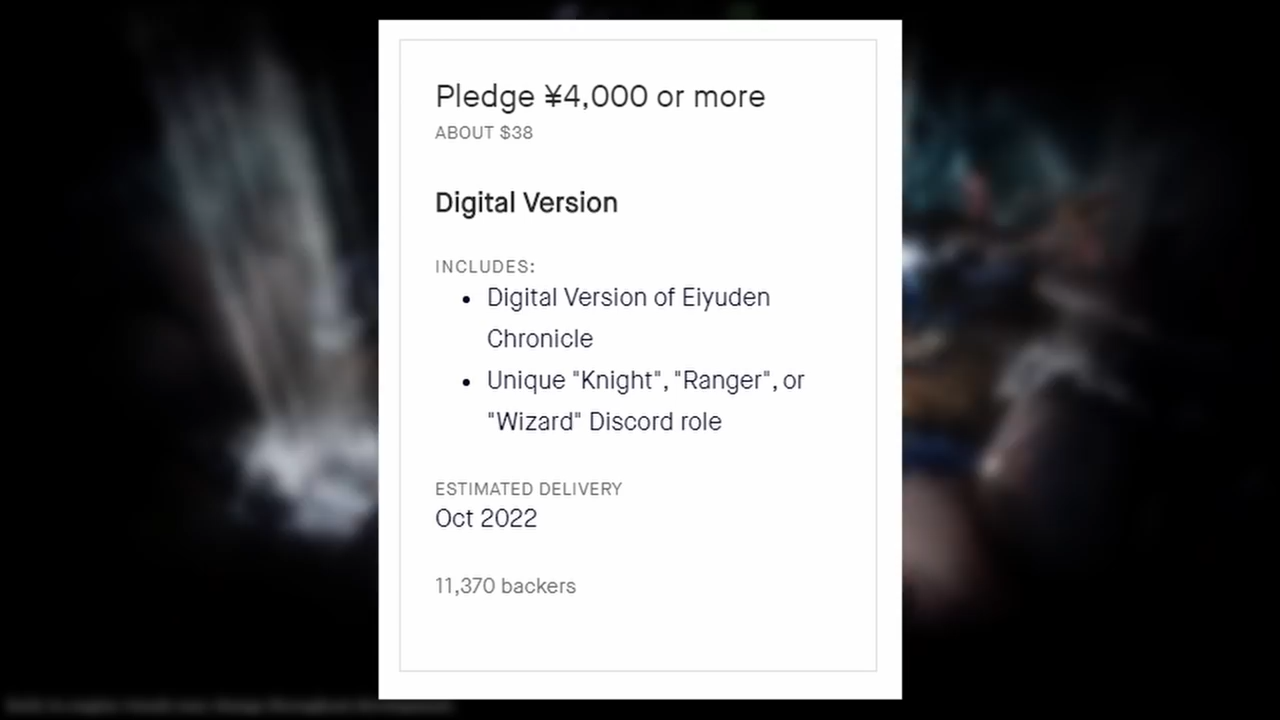 Pledge ¥4,000 or more
ABOUT $38
Digital Version
INCLUDES:
• Digital Version of Eiyuden
Chronicle
• Unique "Knight", "Ranger", or
"Wizard" Discord role
ESTIMATED DELIVERY
Oct 2022
11,370 backers